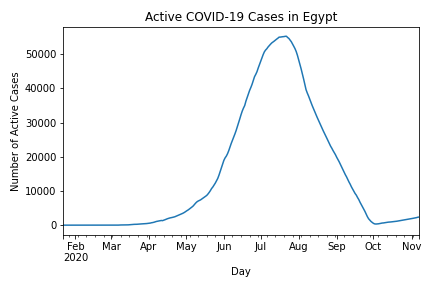 Active COVID-19 Cases in Egypt
Number of Active Cases
50000
40000
30000
20000
10000
0
Feb Mar Apr May Jun Jul Aug Sep Oct Nov
2020
Day